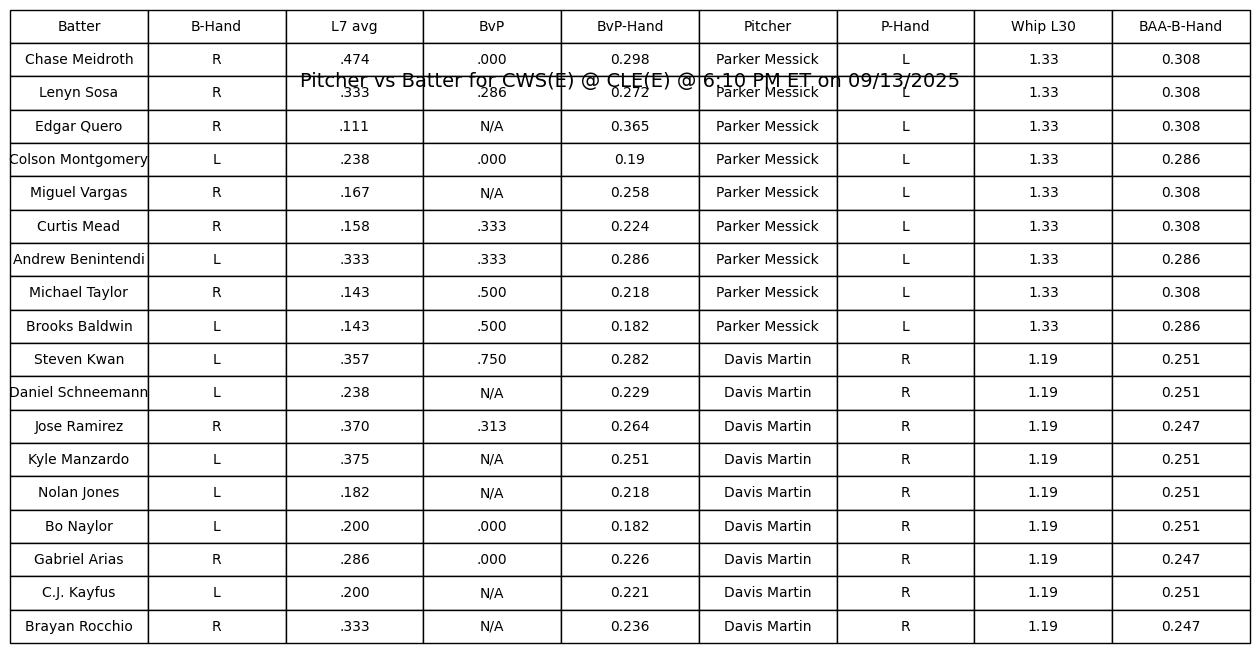 Batter B-Hand L7 avg BvP BvP-Hand Pitcher P-Hand Whip L30 BAA-B-Hand
Chase Meidroth R .474 .000 0.298 Parker Messick L 1.33 0.308
Pitcher vs Batter for CWS(E) @ CLE(E) @ 6:10 PM ET on 09/13/2025
Lenyn Sosa R .333 .286 0.272 Parker Messick L 1.33 0.308
Edgar Quero R .111 N/A 0.365 Parker Messick L 1.33 0.308
Colson Montgomery L .238 .000 0.19 Parker Messick L 1.33 0.286
Miguel Vargas R .167 N/A 0.258 Parker Messick L 1.33 0.308
Curtis Mead R .158 .333 0.224 Parker Messick L 1.33 0.308
Andrew Benintendi L .333 .333 0.286 Parker Messick L 1.33 0.286
Michael Taylor R .143 .500 0.218 Parker Messick L 1.33 0.308
Brooks Baldwin L .143 .500 0.182 Parker Messick L 1.33 0.286
Steven Kwan L .357 .750 0.282 Davis Martin R 1.19 0.251
Daniel Schneemann L .238 N/A 0.229 Davis Martin R 1.19 0.251
Jose Ramirez R .370 .313 0.264 Davis Martin R 1.19 0.247
Kyle Manzardo L .375 N/A 0.251 Davis Martin R 1.19 0.251
Nolan Jones L .182 N/A 0.218 Davis Martin R 1.19 0.251
Bo Naylor L .200 .000 0.182 Davis Martin R 1.19 0.251
Gabriel Arias R .286 .000 0.226 Davis Martin R 1.19 0.247
C.J. Kayfus L .200 N/A 0.221 Davis Martin R 1.19 0.251
Brayan Rocchio R .333 N/A 0.236 Davis Martin R 1.19 0.247